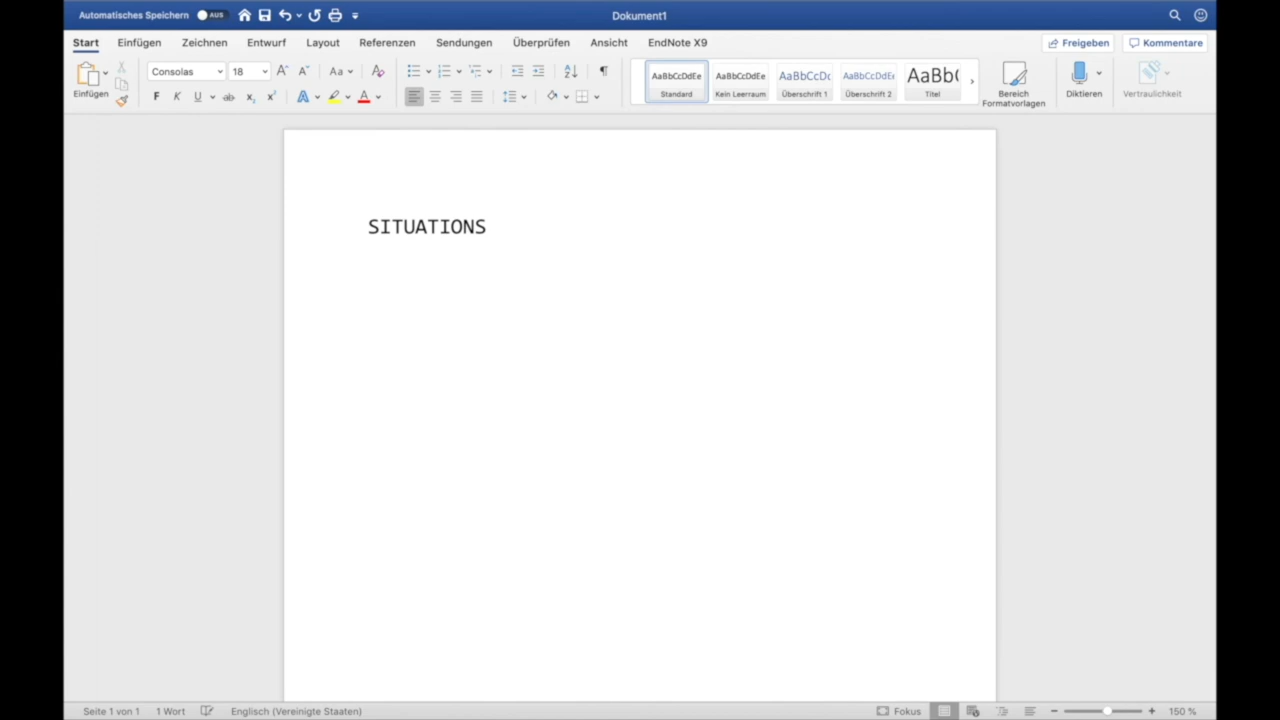 Automatisches Speichern AUS Dokument1
Start Einfügen Zeichnen Entwurf Layout Referenzen Sendungen Überprüfen Ansicht EndNote X9 Freigeben Kommentare
Einfügen Consolas 18 A A Aa A AaBbCcDdEe AaBbCcDdEe AaBbCcDc AaBbCcDdEe AaBb( Bereich Formatvorlagen Diktieren Vertraulichkeit
F K U ab x x A A Standard Kein Leerraum Überschrift 1 Überschrift 2 Titel
SITUATIONS
Seite 1 von 1 1 Wort Englisch (Vereinigte Staaten) Fokus 150 %